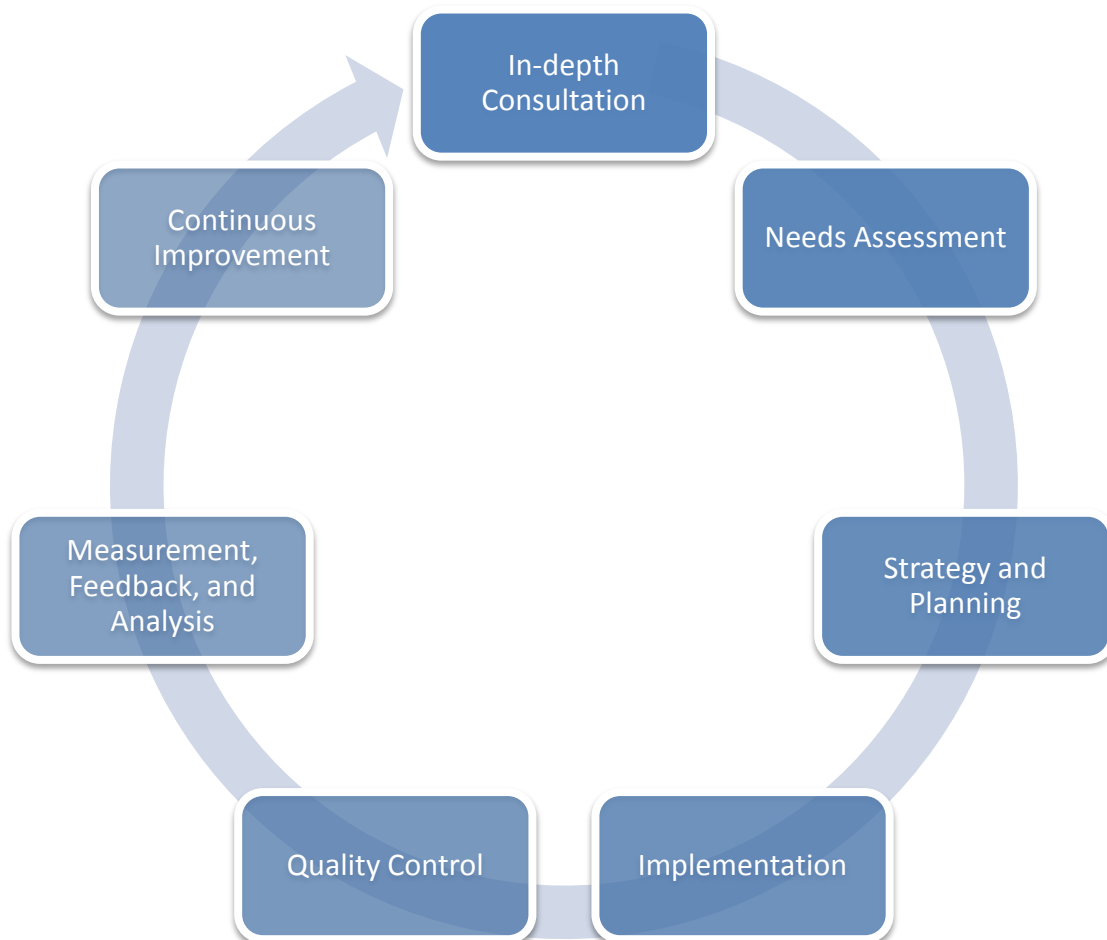 In-depth
Consultation
Needs Assessment
Strategy and
Planning
Implementation
Quality Control
Measurement,
Feedback, and
Analysis
Continuous
Improvement